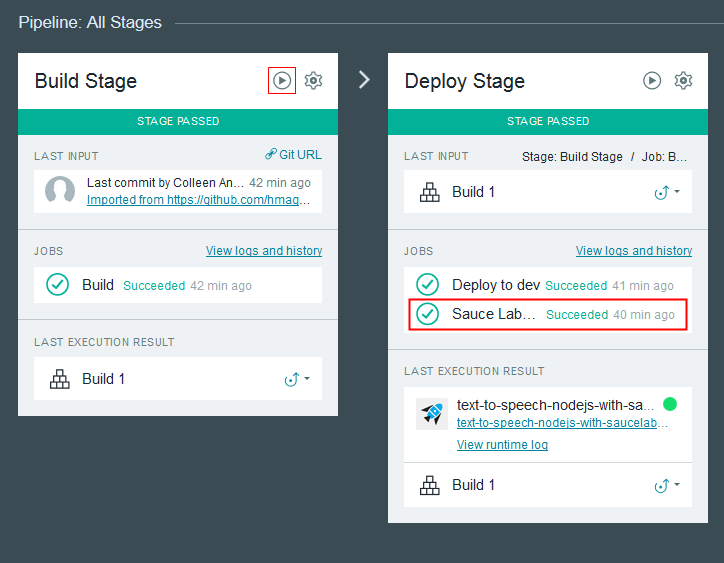 Pipeline: All Stages
Build Stage
STAGE PASSED
LAST INPUT
Git URL
Last commit by Colleen An... 42 min ago
Imported from https://github.com/hmaq...
JOBS
View logs and history
Build Succeeded 42 min ago
LAST EXECUTION RESULT
Build 1
Deploy Stage
STAGE PASSED
LAST INPUT
Stage: Build Stage / Job: B...
Build 1
JOBS
View logs and history
Deploy to dev Succeeded 41 min ago
Sauce Lab... Succeeded 40 min ago
LAST EXECUTION RESULT
text-to-speech-nodejs-with-sa...
text-to-speech-nodejs-with-saucelab...
View runtime log
Build 1